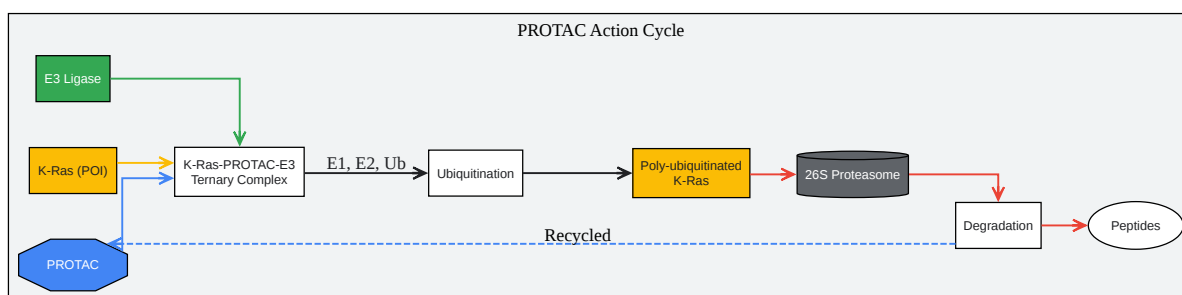 PROTAC Action Cycle
E3 Ligase
K-Ras (POI)
PROTAC
K-Ras-PROTAC-E3
Ternary Complex
E1, E2, Ub
Ubiquitination
Poly-ubiquitinated
K-Ras
26S Proteasome
Degradation
Peptides
Recycled